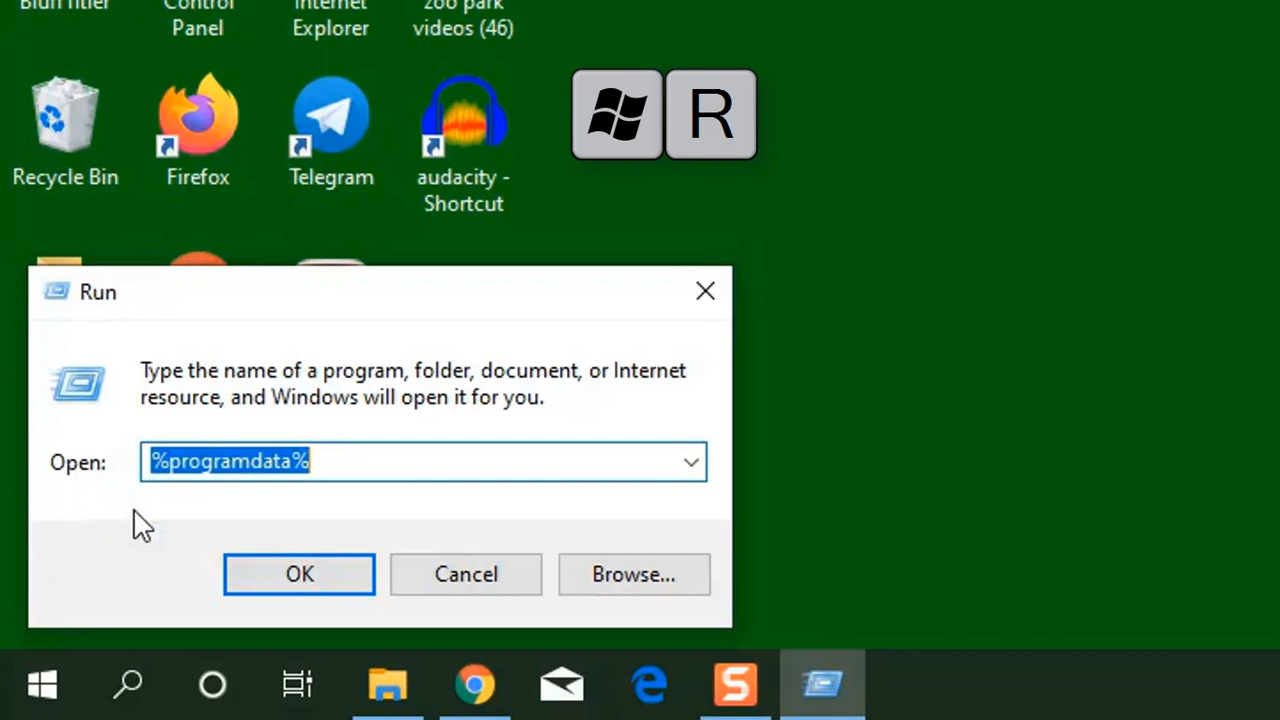 Control
Internet
zoo park
Panel
Explorer
videos (46)
R
Recycle Bin
Firefox
Telegram
audacity -
Shortcut
Run
Type the name of a program, folder, document, or Internet
resource, and Windows will open it for you.
Open:
%programdata%
OK
Cancel
Browse...
S